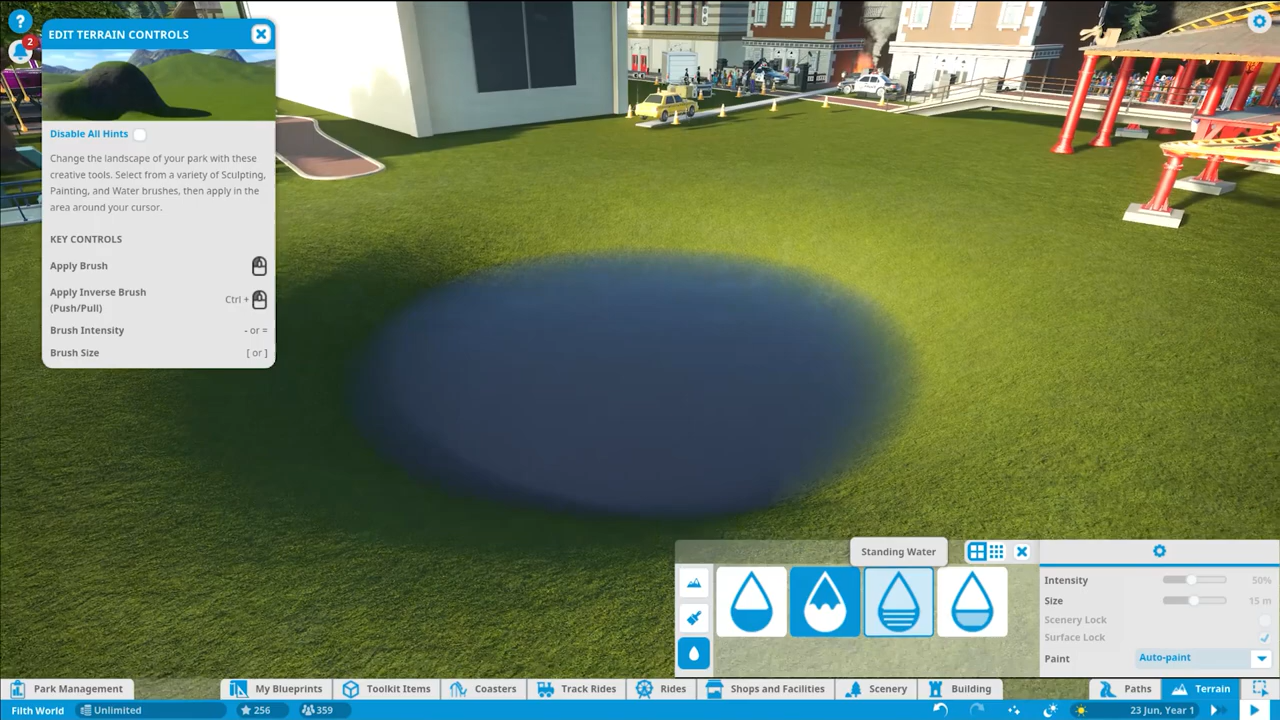 ?
2
EDIT TERRAIN CONTROLS
Disable All Hints
Change the landscape of your park with these
creative tools. Select from a variety of Sculpting,
Painting, and Water brushes, then apply in the
area around your cursor.
KEY CONTROLS
Apply Brush
Apply Inverse Brush
(Push/Pull)
Ctrl +
Brush Intensity
- or =
Brush Size
[ or ]
Standing Water
Intensity
50%
Size
15 m
Scenery Lock
Surface Lock
Paint
Auto-paint
Park Management
My Blueprints
Toolkit Items
Coasters
Track Rides
Rides
Shops and Facilities
Scenery
Building
Paths
Terrain
Filth World
Unlimited
256
359
23 Jun, Year 1